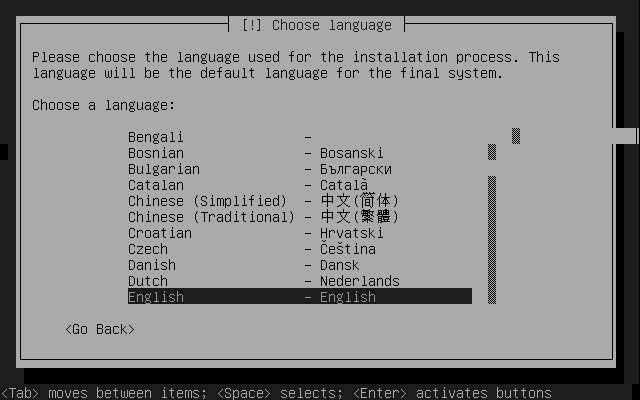 [!] Choose language
Please choose the language used for the installation process. This
language will be the default language for the final system.
Choose a language:
Bengali -
Bosnian - Bosanski
Bulgarian - Български
Catalan - Català
Chinese (Simplified) - 中文(简体)
Chinese (Traditional) - 中文(繁體)
Croatian - Hrvatski
Czech - Čeština
Danish - Dansk
Dutch - Nederlands
English - English
<Go Back>
<Tab> moves between items; <Space> selects; <Enter> activates buttons